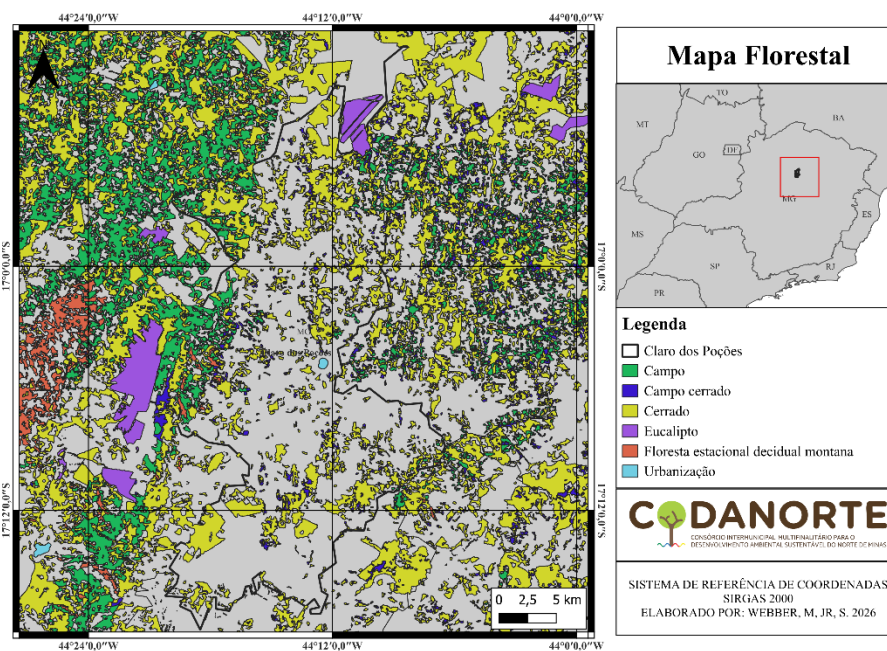 44°24'0,0"W
44°12'0,0"W
44°0'0,0"W
17°0'0,0"S
17°0'0,0"S
17°12'0,0"S
17°12'0,0"S
MG
Claro dos Poções
0 2,5 5 km
44°24'0,0"W
44°12'0,0"W
44°0'0,0"W
Mapa Florestal
TO
MT
BA
GO
DF
MG
ES
MS
SP
RJ
PR
Legenda
Claro dos Poções
Campo
Campo cerrado
Cerrado
Eucalipto
Floresta estacional decidual montana
Urbanização
CODANORTE
CONSÓRCIO INTERMUNICIPAL MULTIFINALITÁRIO PARA O
DESENVOLVIMENTO AMBIENTAL SUSTENTÁVEL DO NORTE DE MINAS
SISTEMA DE REFERÊNCIA DE COORDENADAS
SIRGAS 2000
ELABORADO POR: WEBBER, M, JR, S. 2026